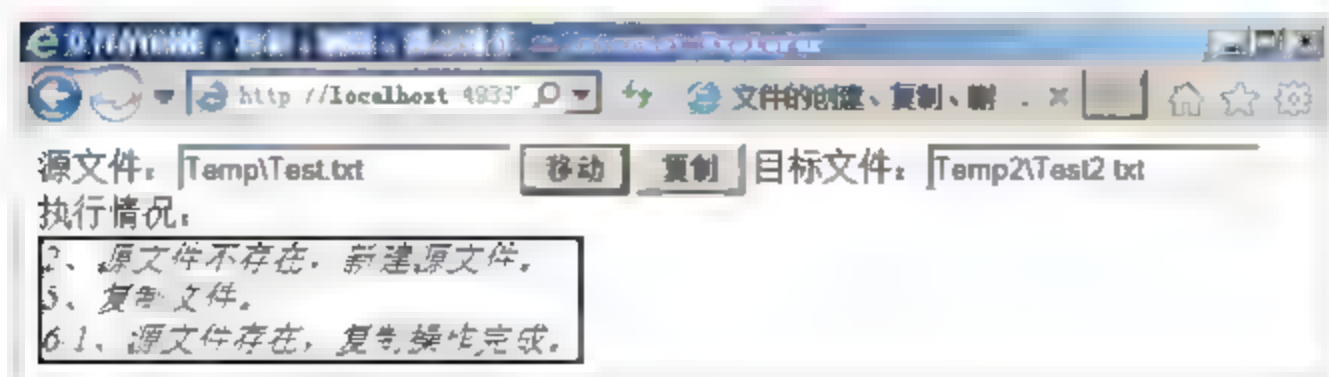 http //localhost 4933 文件的创建、复制、删 .
源文件: Temp\Test.txt 移动 复制 目标文件: Temp2\Test2 txt
执行情况:
2、源文件不存在，新建源文件。
5、复制文件。
6 1、源文件存在，复制操作完成。